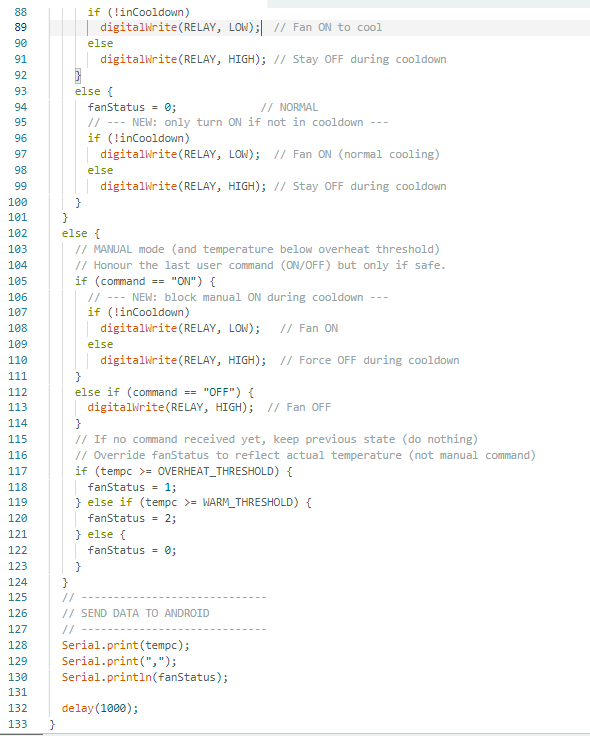 88 if (!inCooldown)
89 digitalWrite(RELAY, LOW); // Fan ON to cool
90 else
91 digitalWrite(RELAY, HIGH); // Stay OFF during cooldown
92 }
93 else {
94 fanStatus = 0; // NORMAL
95 // --- NEW: only turn ON if not in cooldown ---
96 if (!inCooldown)
97 digitalWrite(RELAY, LOW); // Fan ON (normal cooling)
98 else
99 digitalWrite(RELAY, HIGH); // Stay OFF during cooldown
100 }
101 }
102 else {
103 // MANUAL mode (and temperature below overheat threshold)
104 // Honour the last user command (ON/OFF) but only if safe.
105 if (command == "ON") {
106 // --- NEW: block manual ON during cooldown ---
107 if (!inCooldown)
108 digitalWrite(RELAY, LOW); // Fan ON
109 else
110 digitalWrite(RELAY, HIGH); // Force OFF during cooldown
111 }
112 else if (command == "OFF") {
113 digitalWrite(RELAY, HIGH); // Fan OFF
114 }
115 // If no command received yet, keep previous state (do nothing)
116 // Override fanStatus to reflect actual temperature (not manual command)
117 if (tempc >= OVERHEAT_THRESHOLD) {
118 fanStatus = 1;
119 } else if (tempc >= WARM_THRESHOLD) {
120 fanStatus = 2;
121 } else {
122 fanStatus = 0;
123 }
124 }
125 // -----------------------------
126 // SEND DATA TO ANDROID
127 // -----------------------------
128 Serial.print(tempc);
129 Serial.print(",");
130 Serial.println(fanStatus);
131
132 delay(1000);
133 }